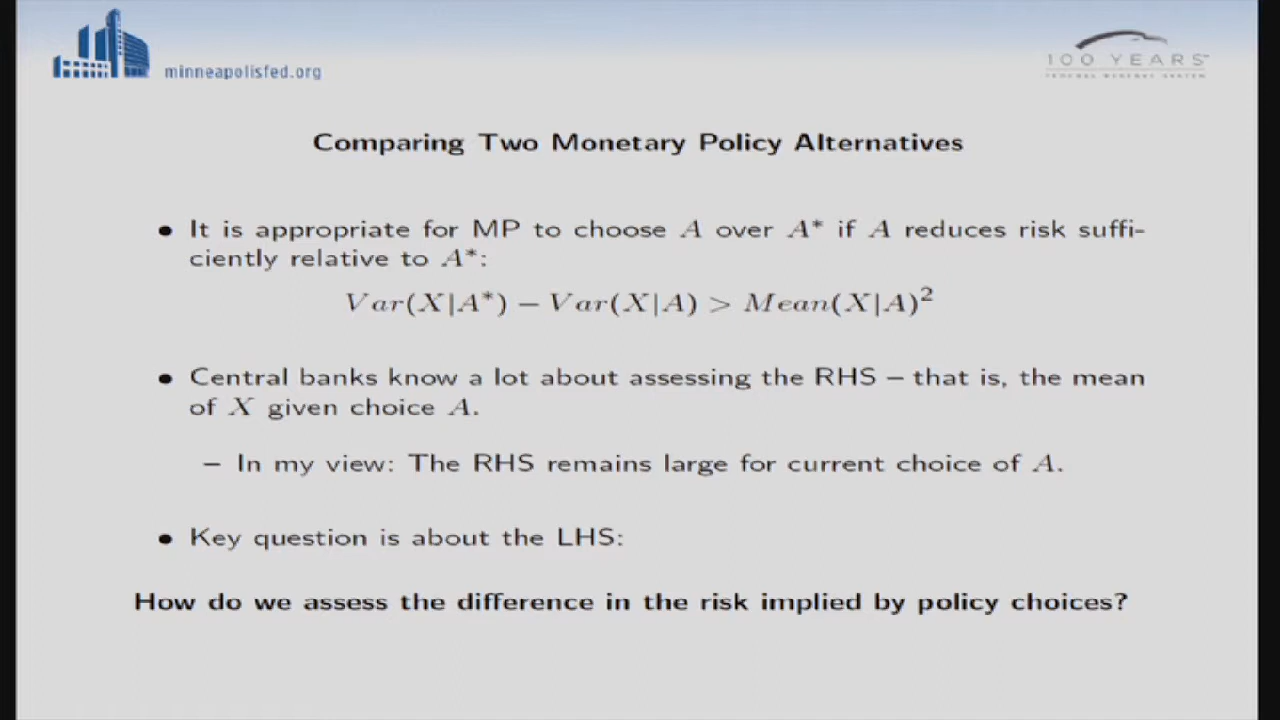 minneapolisfed.org
100 YEARS
FEDERAL RESERVE SYSTEM
Comparing Two Monetary Policy Alternatives
• It is appropriate for MP to choose A over A* if A reduces risk suffi-
ciently relative to A*:
Var(X|A*) − Var(X|A) > Mean(X|A)²
• Central banks know a lot about assessing the RHS – that is, the mean
of X given choice A.
– In my view: The RHS remains large for current choice of A.
• Key question is about the LHS:
How do we assess the difference in the risk implied by policy choices?